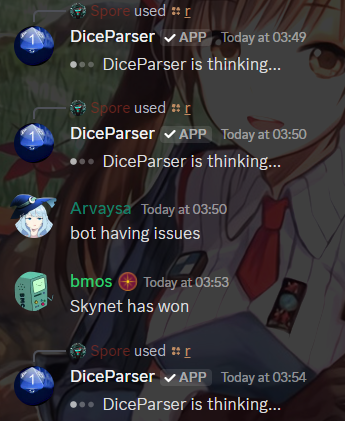 Spore used r
DiceParser ✓ APP Today at 03:49
DiceParser is thinking...
Spore used r
DiceParser ✓ APP Today at 03:50
DiceParser is thinking...
Arvaysa Today at 03:50
bot having issues
bmos Today at 03:53
Skynet has won
Spore used r
DiceParser ✓ APP Today at 03:54
DiceParser is thinking...